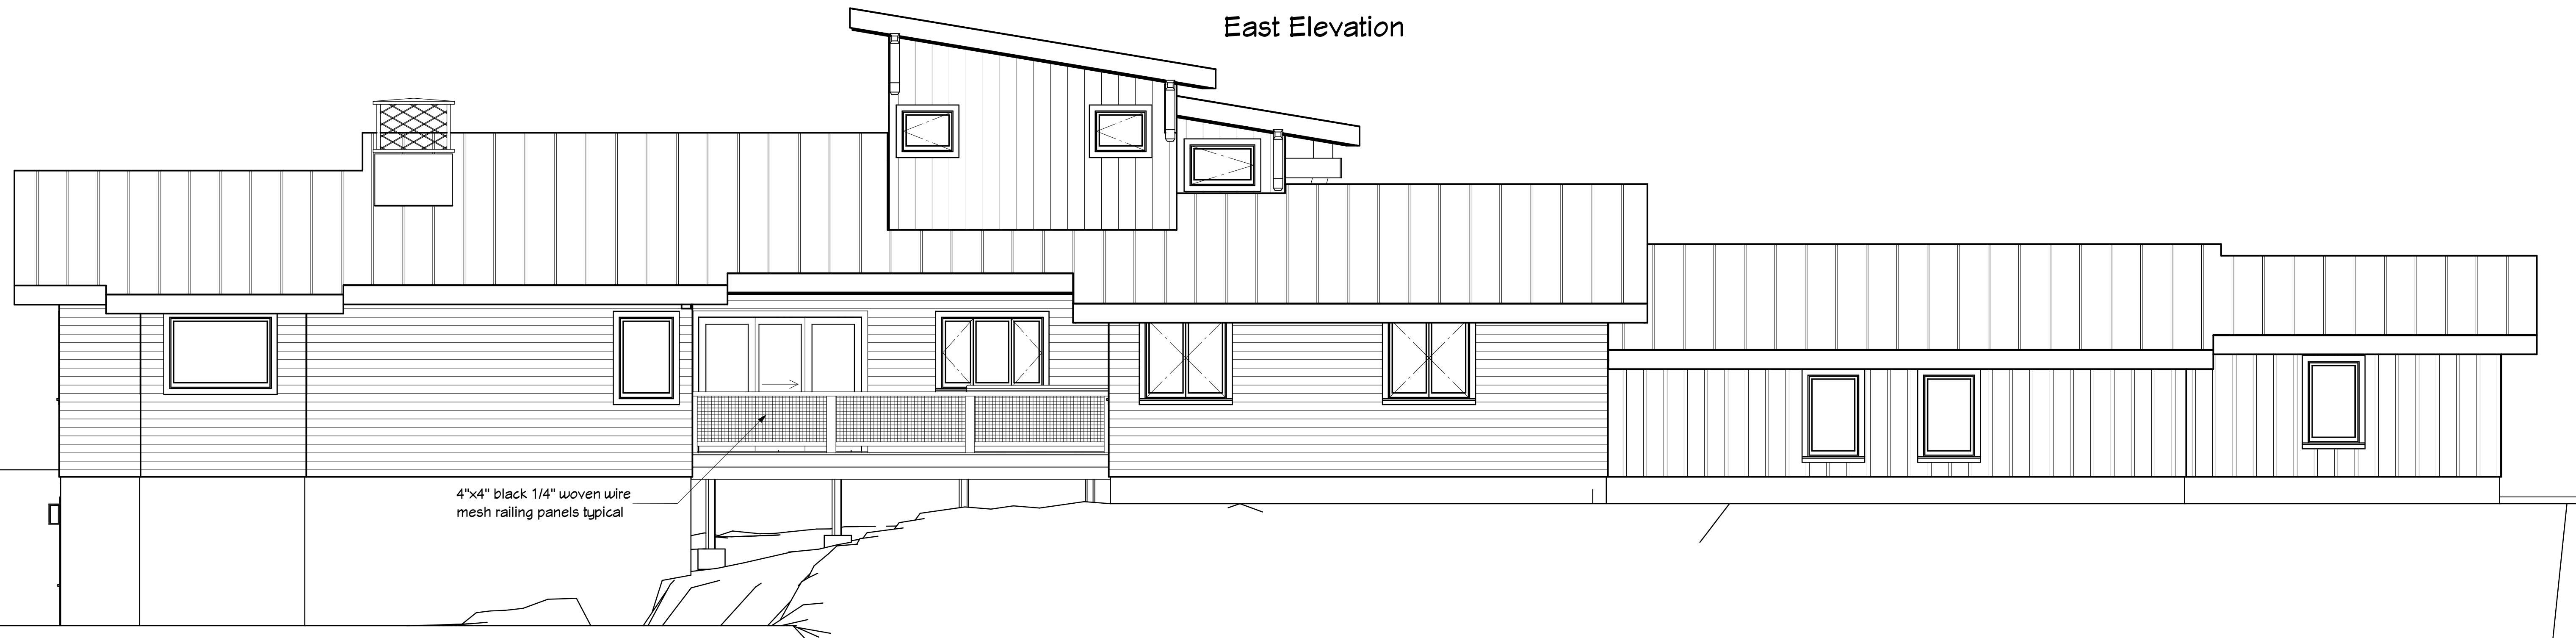 East Elevation
4"x4" black 1/4" woven wire
mesh railing panels typical